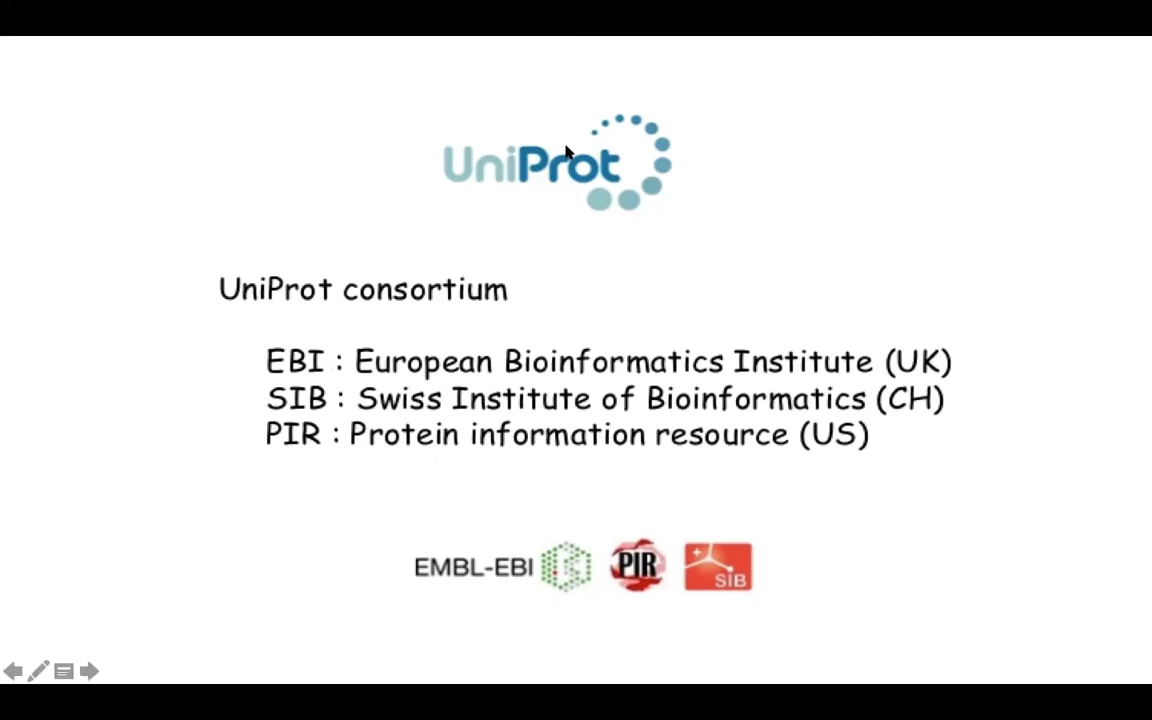 UniProt
UniProt consortium
EBI : European Bioinformatics Institute (UK)
SIB : Swiss Institute of Bioinformatics (CH)
PIR : Protein information resource (US)
EMBL-EBI PIR SIB